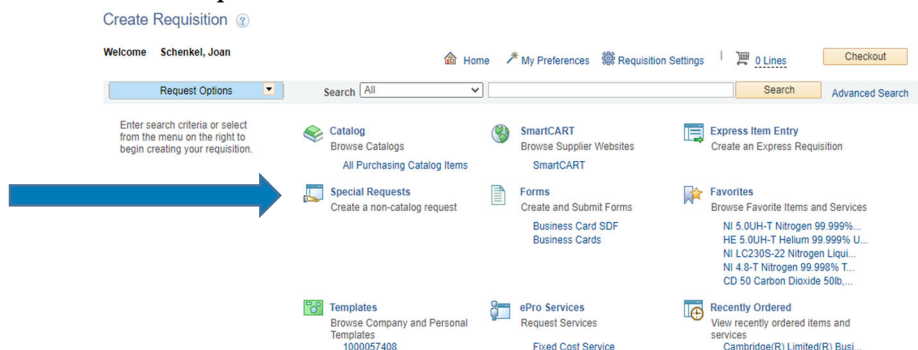 Create Requisition ?
Welcome Schenkel, Joan
Home My Preferences Requisition Settings 0 Lines Checkout
Request Options Search All Search Advanced Search
Enter search criteria or select
from the menu on the right to
begin creating your requisition.
Catalog
Browse Catalogs
All Purchasing Catalog Items
SmartCART
Browse Supplier Websites
SmartCART
Express Item Entry
Create an Express Requisition
Special Requests
Create a non-catalog request
Forms
Create and Submit Forms
Business Card SDF
Business Cards
Favorites
Browse Favorite Items and Services
NI 5.0UH-T Nitrogen 99.999%...
HE 5.0UH-T Helium 99.999% U...
NI LC230S-22 Nitrogen Liqui...
NI 4.8-T Nitrogen 99.998% T...
CD 50 Carbon Dioxide 50lb,...
Templates
Browse Company and Personal
Templates
1000057408
ePro Services
Request Services
Fixed Cost Service
Recently Ordered
View recently ordered items and
services
Cambridge(R) Limited(R) Busi...